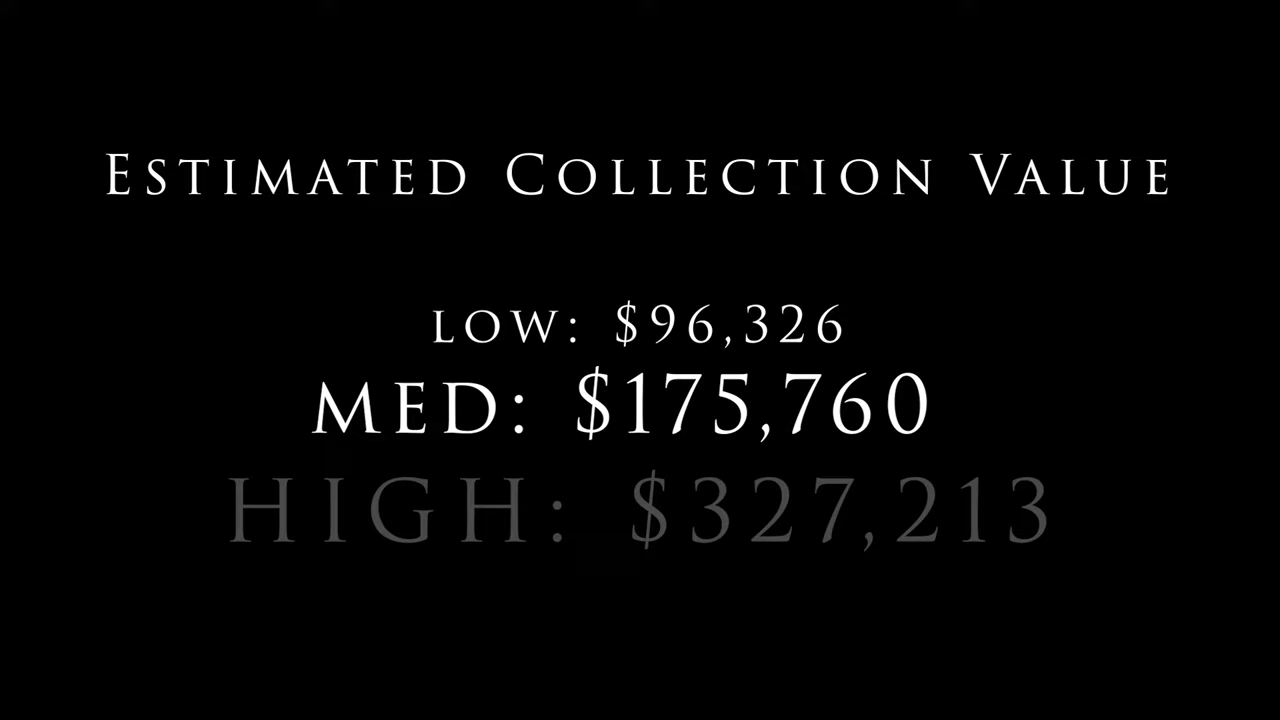 Estimated Collection Value
LOW: $96,326
MED: $175,760
HIGH: $327,213